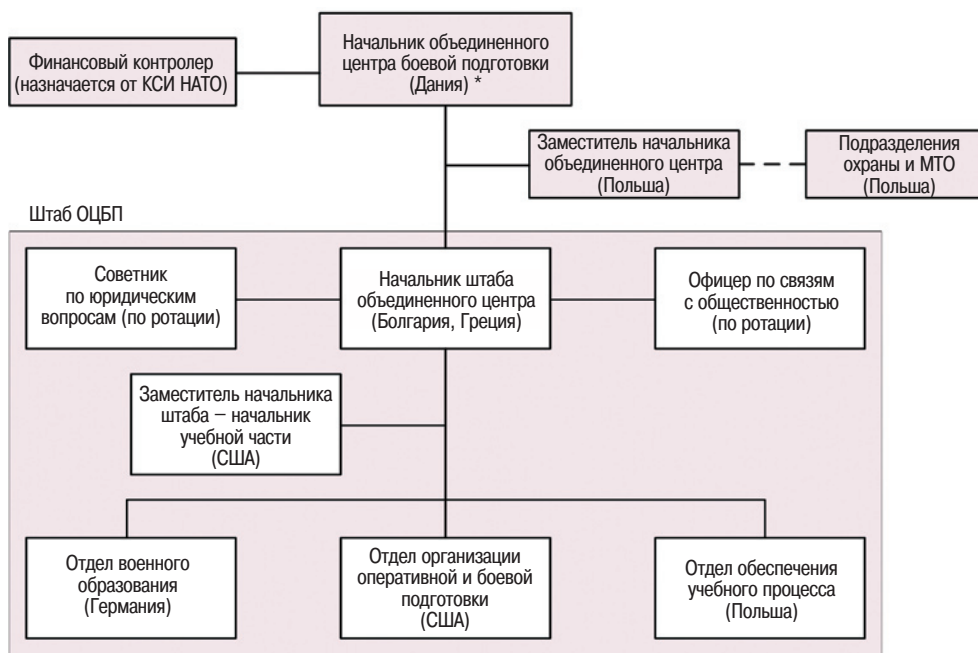 Финансовый контролер
(назначается от КСИ НАТО)
Начальник объединенного
центра боевой подготовки
(Дания) *
Заместитель начальника
объединенного центра
(Польша)
Подразделения
охраны и МТО
(Польша)
Штаб ОЦБП
Советник
по юридическим
вопросам (по ротации)
Начальник штаба
объединенного центра
(Болгария, Греция)
Офицер по связям
с общественностью
(по ротации)
Заместитель начальника
штаба – начальник
учебной части
(США)
Отдел военного
образования
(Германия)
Отдел организации
оперативной и боевой
подготовки
(США)
Отдел обеспечения
учебного процесса
(Польша)